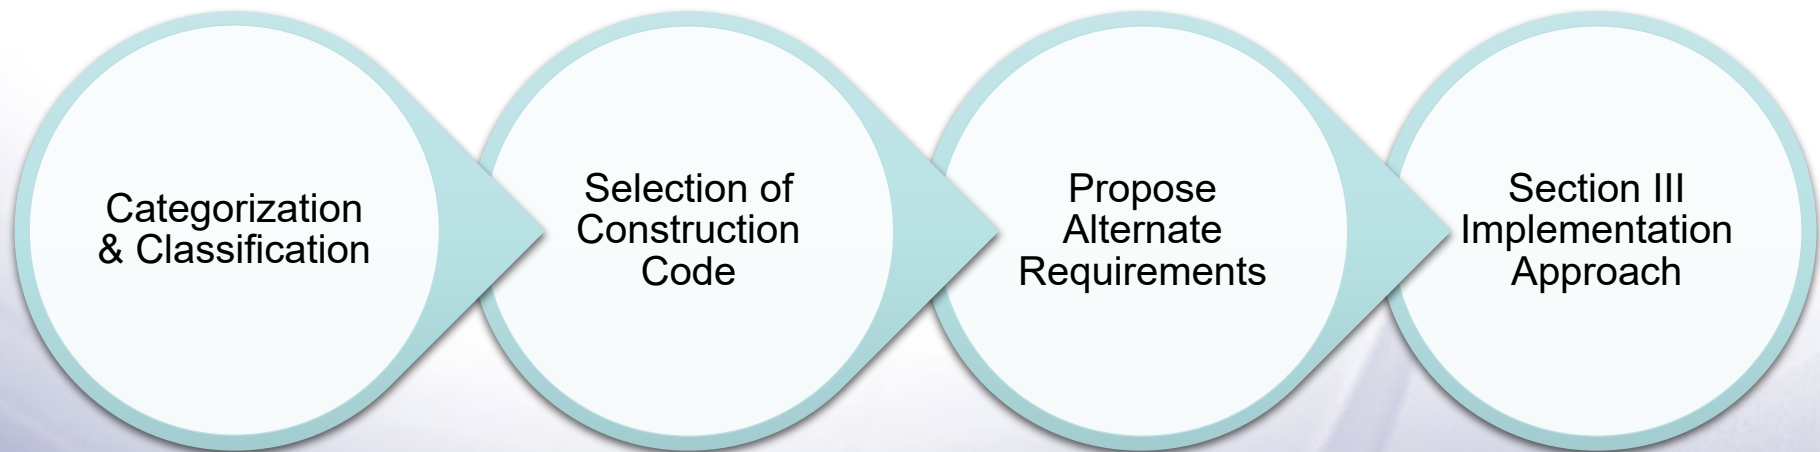 Categorization
& Classification
Selection of
Construction
Code
Propose
Alternate
Requirements
Section III
Implementation
Approach